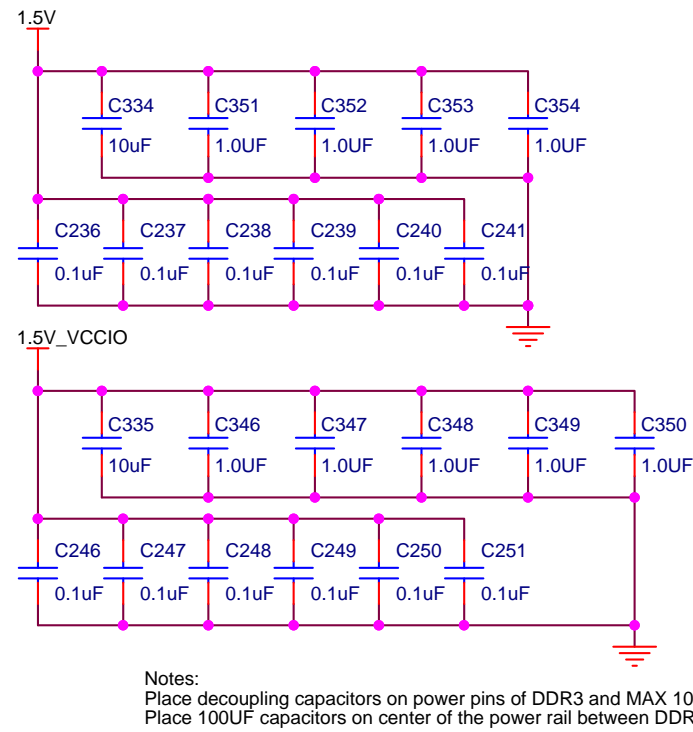 1.5V
C334 C351 C352 C353 C354
10uF 1.0UF 1.0UF 1.0UF 1.0UF
C236 C237 C238 C239 C240 C241
0.1uF 0.1uF 0.1uF 0.1uF 0.1uF 0.1uF
1.5V_VCCIO
C335 C346 C347 C348 C349 C350
10uF 1.0UF 1.0UF 1.0UF 1.0UF 1.0UF
C246 C247 C248 C249 C250 C251
0.1uF 0.1uF 0.1uF 0.1uF 0.1uF 0.1uF
Notes:
Place decoupling capacitors on power pins of DDR3 and MAX 10
Place 100UF capacitors on center of the power rail between DDR